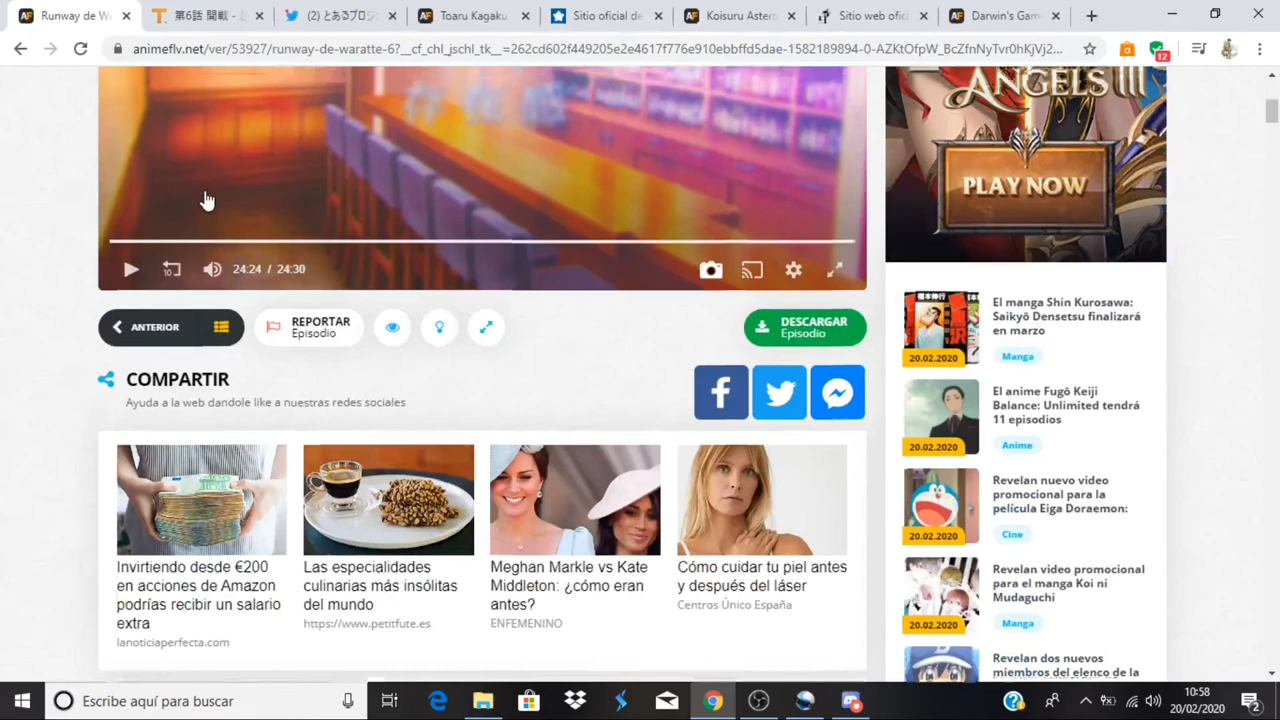 Runway de Wa
第6話 開戦 - と
(2) とあるプロジ
Toaru Kagaku
Sitio oficial de
Koisuru Astero
Sitio web ofici
Darwin's Game
animeflv.net/ver/53927/runway-de-waratte-6?__cf_chl_jschl_tk__=262cd602f449205e2e4617f776e910ebbffd5dae-1582189894-0-AZKtOfpW_BcZfnNyTvr0hKjVj2...
12
ANGELS III
PLAY NOW
10
24:24 / 24:30
ANTERIOR
REPORTAR
Episodio
DESCARGAR
Episodio
COMPARTIR
Ayuda a la web dandole like a nuestras redes sociales
Invirtiendo desde €200
en acciones de Amazon
podrías recibir un salario
extra
lanoticiaperfecta.com
Las especialidades
culinarias más insólitas
del mundo
https://www.petitfute.es
Meghan Markle vs Kate
Middleton: ¿cómo eran
antes?
ENFEMENINO
Cómo cuidar tu piel antes
y después del láser
Centros Único España
El manga Shin Kurosawa:
Saikyō Densetsu finalizará
en marzo
20.02.2020
Manga
El anime Fugō Keiji
Balance: Unlimited tendrá
11 episodios
20.02.2020
Anime
Revelan nuevo video
promocional para la
película Eiga Doraemon:
20.02.2020
Cine
Revelan video promocional
para el manga Koi ni
Mudaguchi
20.02.2020
Manga
Revelan dos nuevos
miembros del elenco de la
Escribe aquí para buscar
10:58
20/02/2020
2